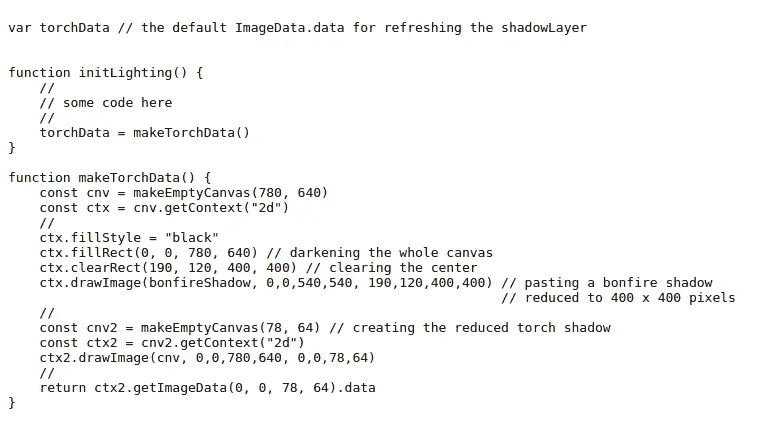 var torchData // the default ImageData.data for refreshing the shadowLayer
function initLighting() {
    //
    // some code here
    //
    torchData = makeTorchData()
}
function makeTorchData() {
    const cnv = makeEmptyCanvas(780, 640)
    const ctx = cnv.getContext("2d")
    //
    ctx.fillStyle = "black"
    ctx.fillRect(0, 0, 780, 640) // darkening the whole canvas
    ctx.clearRect(190, 120, 400, 400) // clearing the center
    ctx.drawImage(bonfireShadow, 0,0,540,540, 190,120,400,400) // pasting a bonfire shadow
                                                               // reduced to 400 x 400 pixels
    //
    const cnv2 = makeEmptyCanvas(78, 64) // creating the reduced torch shadow
    const ctx2 = cnv2.getContext("2d")
    ctx2.drawImage(cnv, 0,0,780,640, 0,0,78,64)
    //
    return ctx2.getImageData(0, 0, 78, 64).data
}